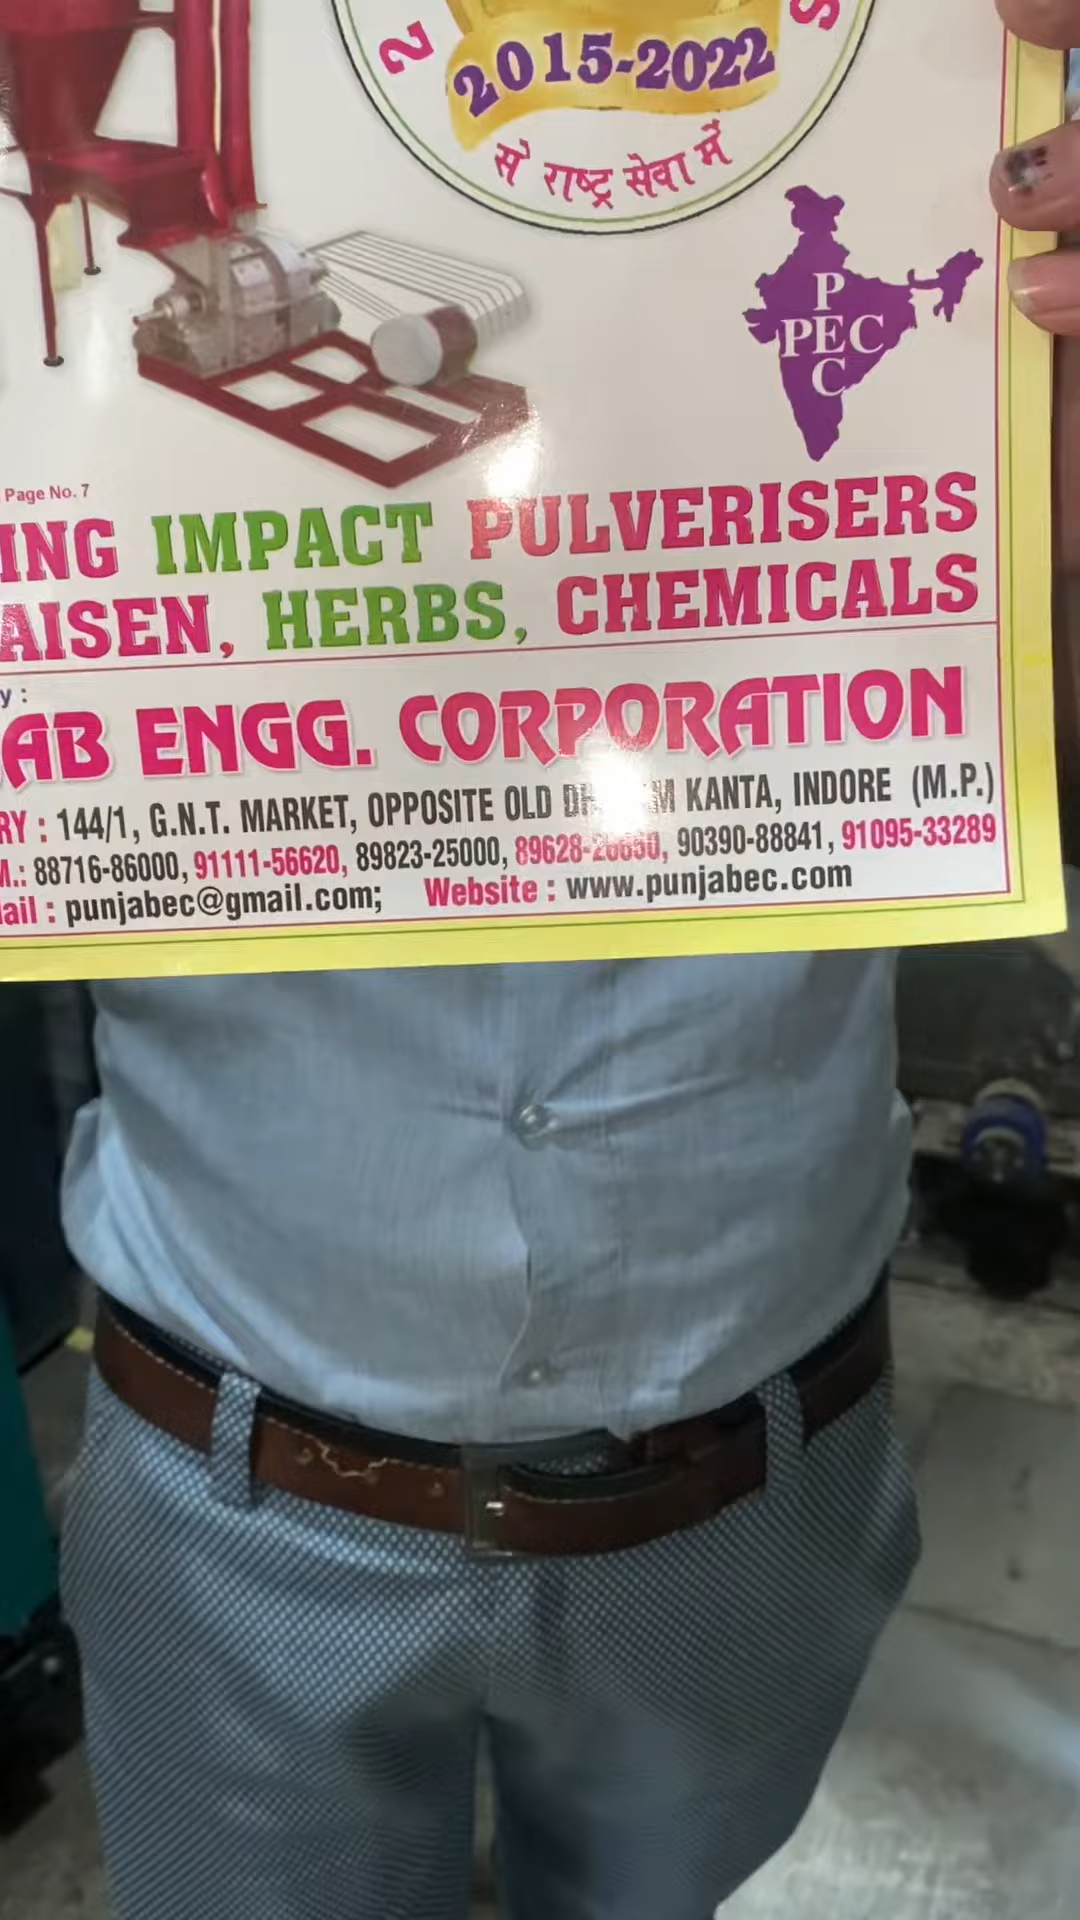 2015-2022
से राष्ट्र सेवा में
P
PEC
C
Page No. 7
ING IMPACT PULVERISERS
AISEN, HERBS, CHEMICALS
y :
AB ENGG. CORPORATION
RY : 144/1, G.N.T. MARKET, OPPOSITE OLD KANTA, INDORE (M.P.)
M.: 88716-86000, 91111-56620, 89823-25000, 90390-88841, 91095-33289
ail : punjabec@gmail.com; Website : www.punjabec.com